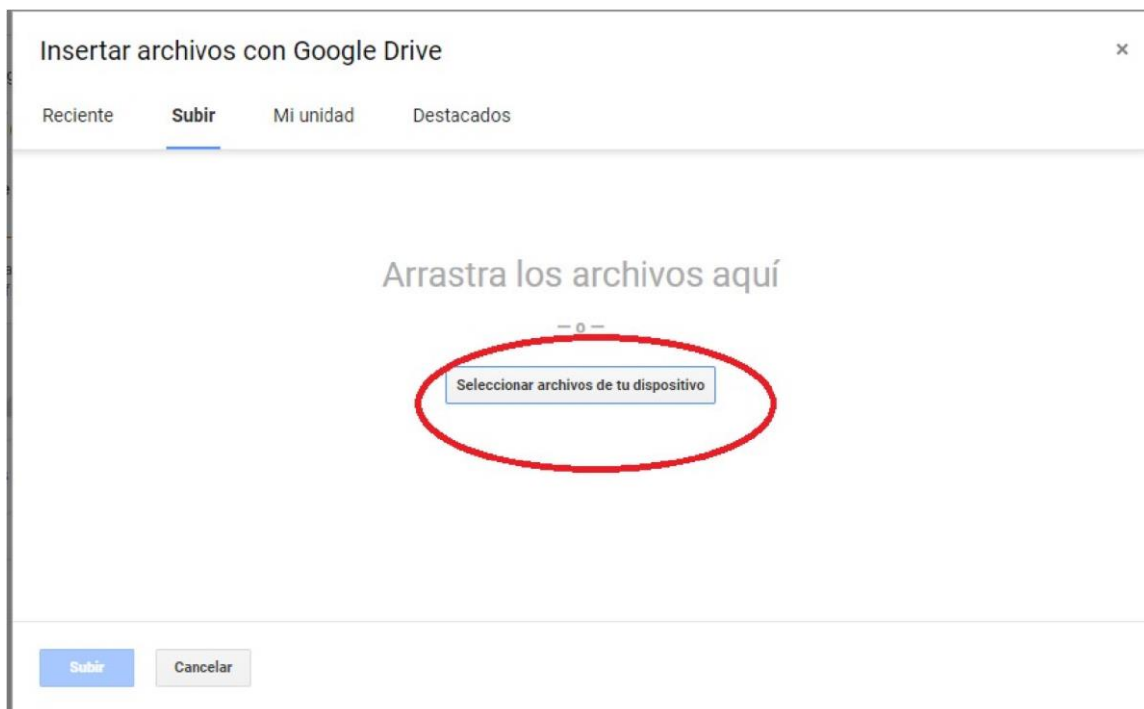 Insertar archivos con Google Drive
×
Reciente Subir Mi unidad Destacados
Arrastra los archivos aquí
— o —
Seleccionar archivos de tu dispositivo
Subir Cancelar